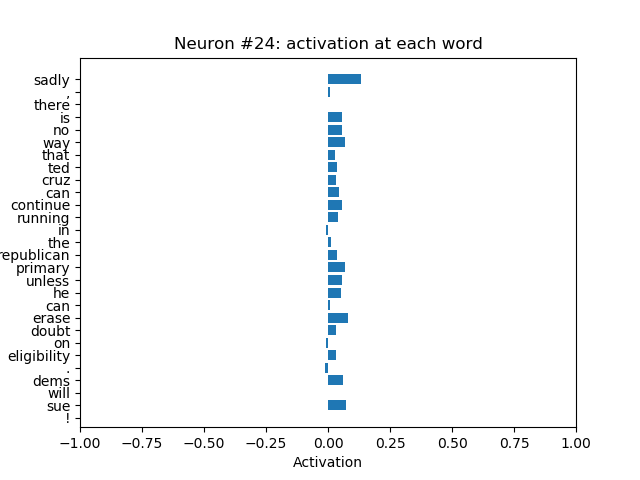 Neuron #24: activation at each word
sadly
,
there
is
no
way
that
ted
cruz
can
continue
running
in
the
republican
primary
unless
he
can
erase
doubt
on
eligibility
.
dems
will
sue
!
−1.00 −0.75 −0.50 −0.25 0.00 0.25 0.50 0.75 1.00
Activation